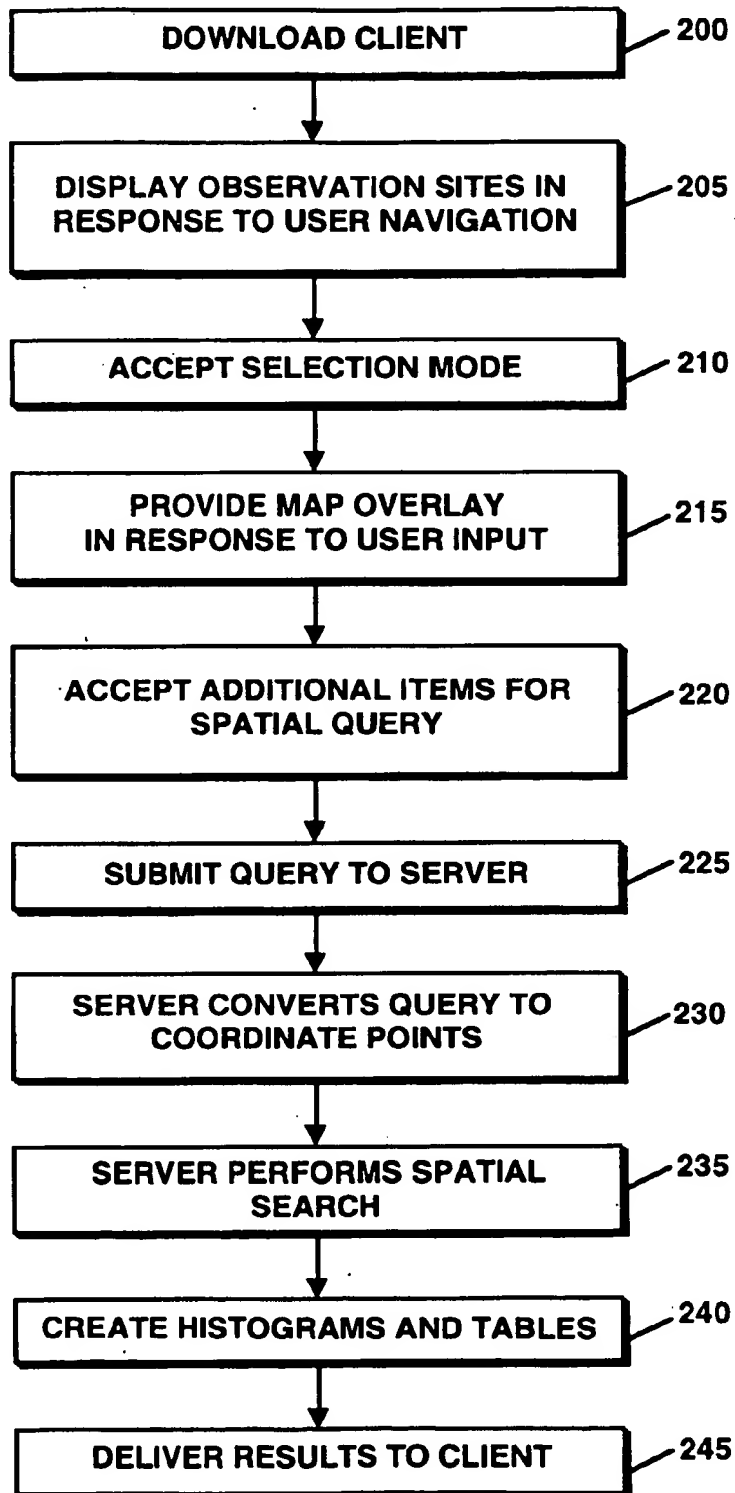 DOWNLOAD CLIENT
200
DISPLAY OBSERVATION SITES IN
RESPONSE TO USER NAVIGATION
205
ACCEPT SELECTION MODE
210
PROVIDE MAP OVERLAY
IN RESPONSE TO USER INPUT
215
ACCEPT ADDITIONAL ITEMS FOR
SPATIAL QUERY
220
SUBMIT QUERY TO SERVER
225
SERVER CONVERTS QUERY TO
COORDINATE POINTS
230
SERVER PERFORMS SPATIAL
SEARCH
235
CREATE HISTOGRAMS AND TABLES
240
DELIVER RESULTS TO CLIENT
245